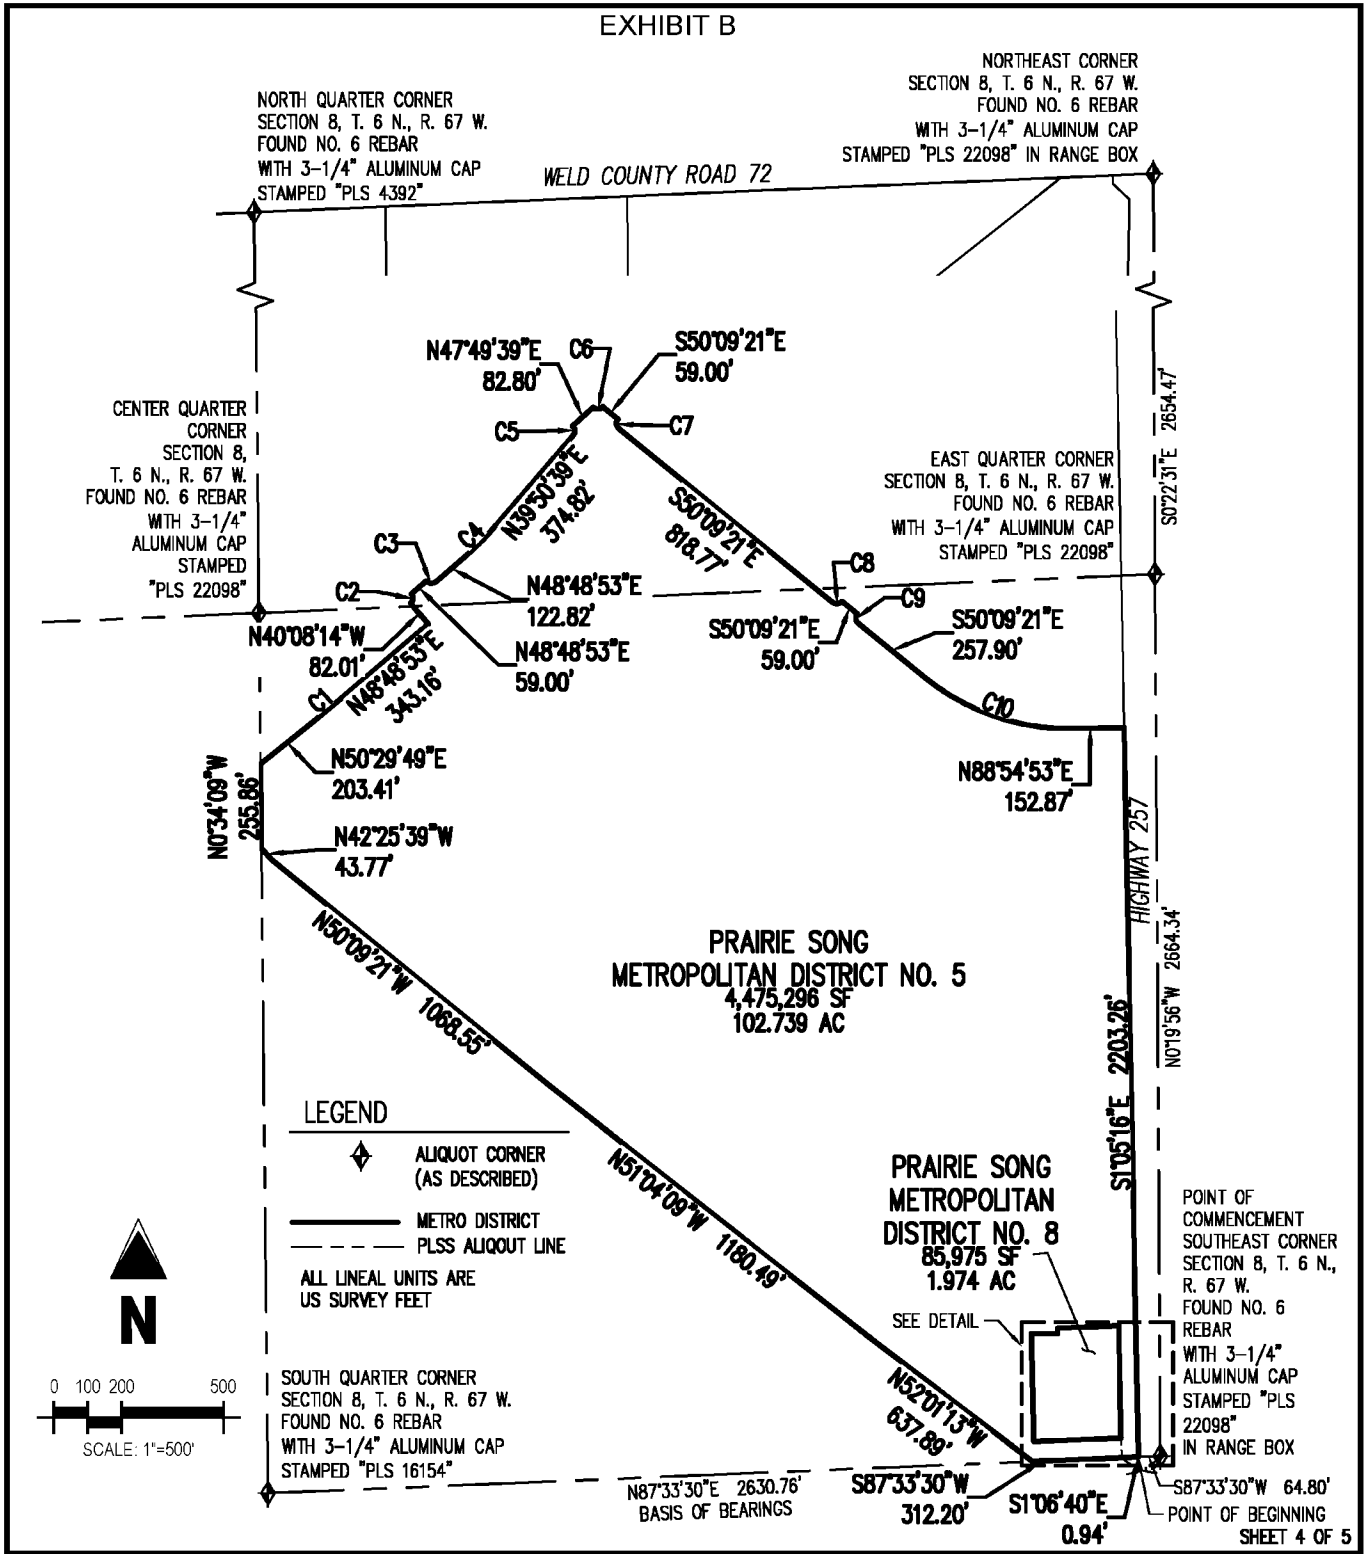 EXHIBIT B
NORTH QUARTER CORNER
SECTION 8, T. 6 N., R. 67 W.
FOUND NO. 6 REBAR
WITH 3-1/4" ALUMINUM CAP
STAMPED "PLS 4392"
NORTHEAST CORNER
SECTION 8, T. 6 N., R. 67 W.
FOUND NO. 6 REBAR
WITH 3-1/4" ALUMINUM CAP
STAMPED "PLS 22098" IN RANGE BOX
WELD COUNTY ROAD 72
N47°49'39"E
82.80'
C6
S50°09'21"E
59.00'
C5
C7
CENTER QUARTER
CORNER
SECTION 8,
T. 6 N., R. 67 W.
FOUND NO. 6 REBAR
WITH 3-1/4"
ALUMINUM CAP
STAMPED
"PLS 22098"
S0°22'31"E 2654.47'
N39°50'39"E
374.82'
C4
S50°09'21"E
818.77'
EAST QUARTER CORNER
SECTION 8, T. 6 N., R. 67 W.
FOUND NO. 6 REBAR
WITH 3-1/4" ALUMINUM CAP
STAMPED "PLS 22098"
C3
C2
C8
C9
N48°48'53"E
122.82'
N40°08'14"W
82.01'
N48°48'53"E
59.00'
S50°09'21"E
59.00'
S50°09'21"E
257.90'
C1
N48°48'53"E
343.16'
C10
N0°34'09"W
255.86'
N50°29'49"E
203.41'
N88°54'53"E
152.87'
N42°25'39"W
43.77'
HIGHWAY 257
N50°09'21"W 1068.55'
PRAIRIE SONG
METROPOLITAN DISTRICT NO. 5
4,475,296 SF
102.739 AC
N0°19'56"W 2664.34'
S1°05'16"E 2203.26'
LEGEND
ALIQUOT CORNER
(AS DESCRIBED)
METRO DISTRICT
PLSS ALIQOUT LINE
ALL LINEAL UNITS ARE
US SURVEY FEET
N51°04'09"W 1180.49'
PRAIRIE SONG
METROPOLITAN
DISTRICT NO. 8
85,975 SF
1.974 AC
SEE DETAIL
POINT OF
COMMENCEMENT
SOUTHEAST CORNER
SECTION 8, T. 6 N.,
R. 67 W.
FOUND NO. 6
REBAR
WITH 3-1/4"
ALUMINUM CAP
STAMPED "PLS
22098"
IN RANGE BOX
N
0 100 200 500
SCALE: 1"=500'
SOUTH QUARTER CORNER
SECTION 8, T. 6 N., R. 67 W.
FOUND NO. 6 REBAR
WITH 3-1/4" ALUMINUM CAP
STAMPED "PLS 16154"
N52°01'13"W
637.89'
N87°33'30"E 2630.76'
BASIS OF BEARINGS
S87°33'30"W
312.20'
S1°06'40"E
0.94'
S87°33'30"W 64.80'
POINT OF BEGINNING
SHEET 4 OF 5